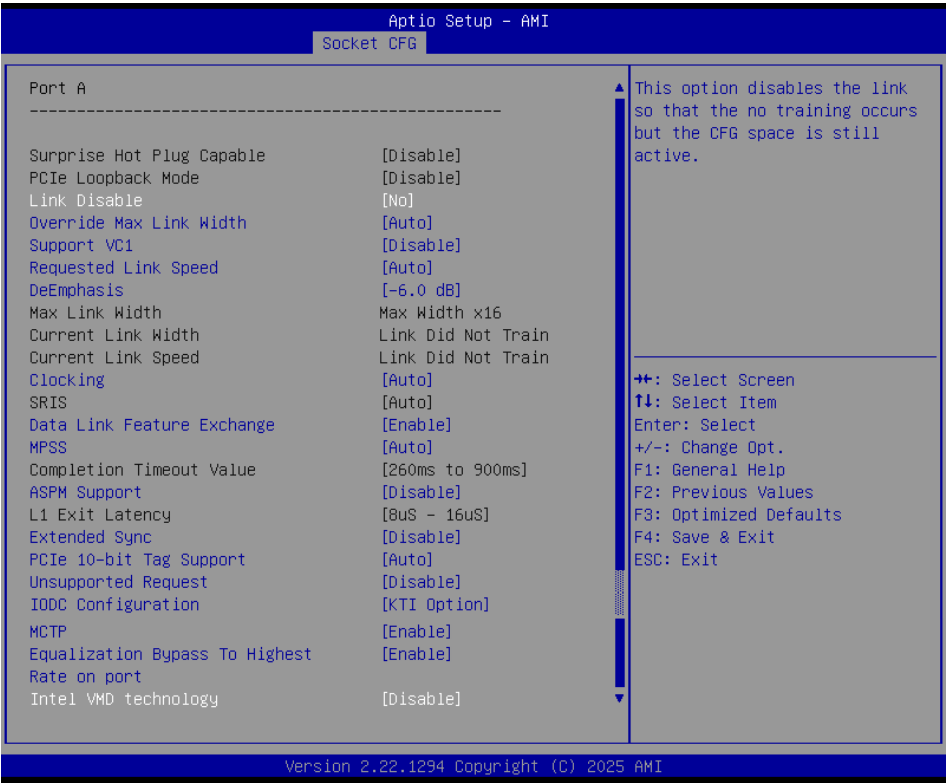 Aptio Setup – AMI
Socket CFG
Port A
------------------------------------------------------------
Surprise Hot Plug Capable [Disable]
PCIe Loopback Mode [Disable]
Link Disable [No]
Override Max Link Width [Auto]
Support VC1 [Disable]
Requested Link Speed [Auto]
DeEmphasis [-6.0 dB]
Max Link Width Max Width x16
Current Link Width Link Did Not Train
Current Link Speed Link Did Not Train
Clocking [Auto]
SRIS [Auto]
Data Link Feature Exchange [Enable]
MPSS [Auto]
Completion Timeout Value [260ms to 900ms]
ASPM Support [Disable]
L1 Exit Latency [8uS - 16uS]
Extended Sync [Disable]
PCIe 10-bit Tag Support [Auto]
Unsupported Request [Disable]
IODC Configuration [KTI Option]
MCTP [Enable]
Equalization Bypass To Highest [Enable]
Rate on port
Intel VMD technology [Disable]
This option disables the link
so that the no training occurs
but the CFG space is still
active.
→←: Select Screen
↑↓: Select Item
Enter: Select
+/-: Change Opt.
F1: General Help
F2: Previous Values
F3: Optimized Defaults
F4: Save & Exit
ESC: Exit
Version 2.22.1294 Copyright (C) 2025 AMI